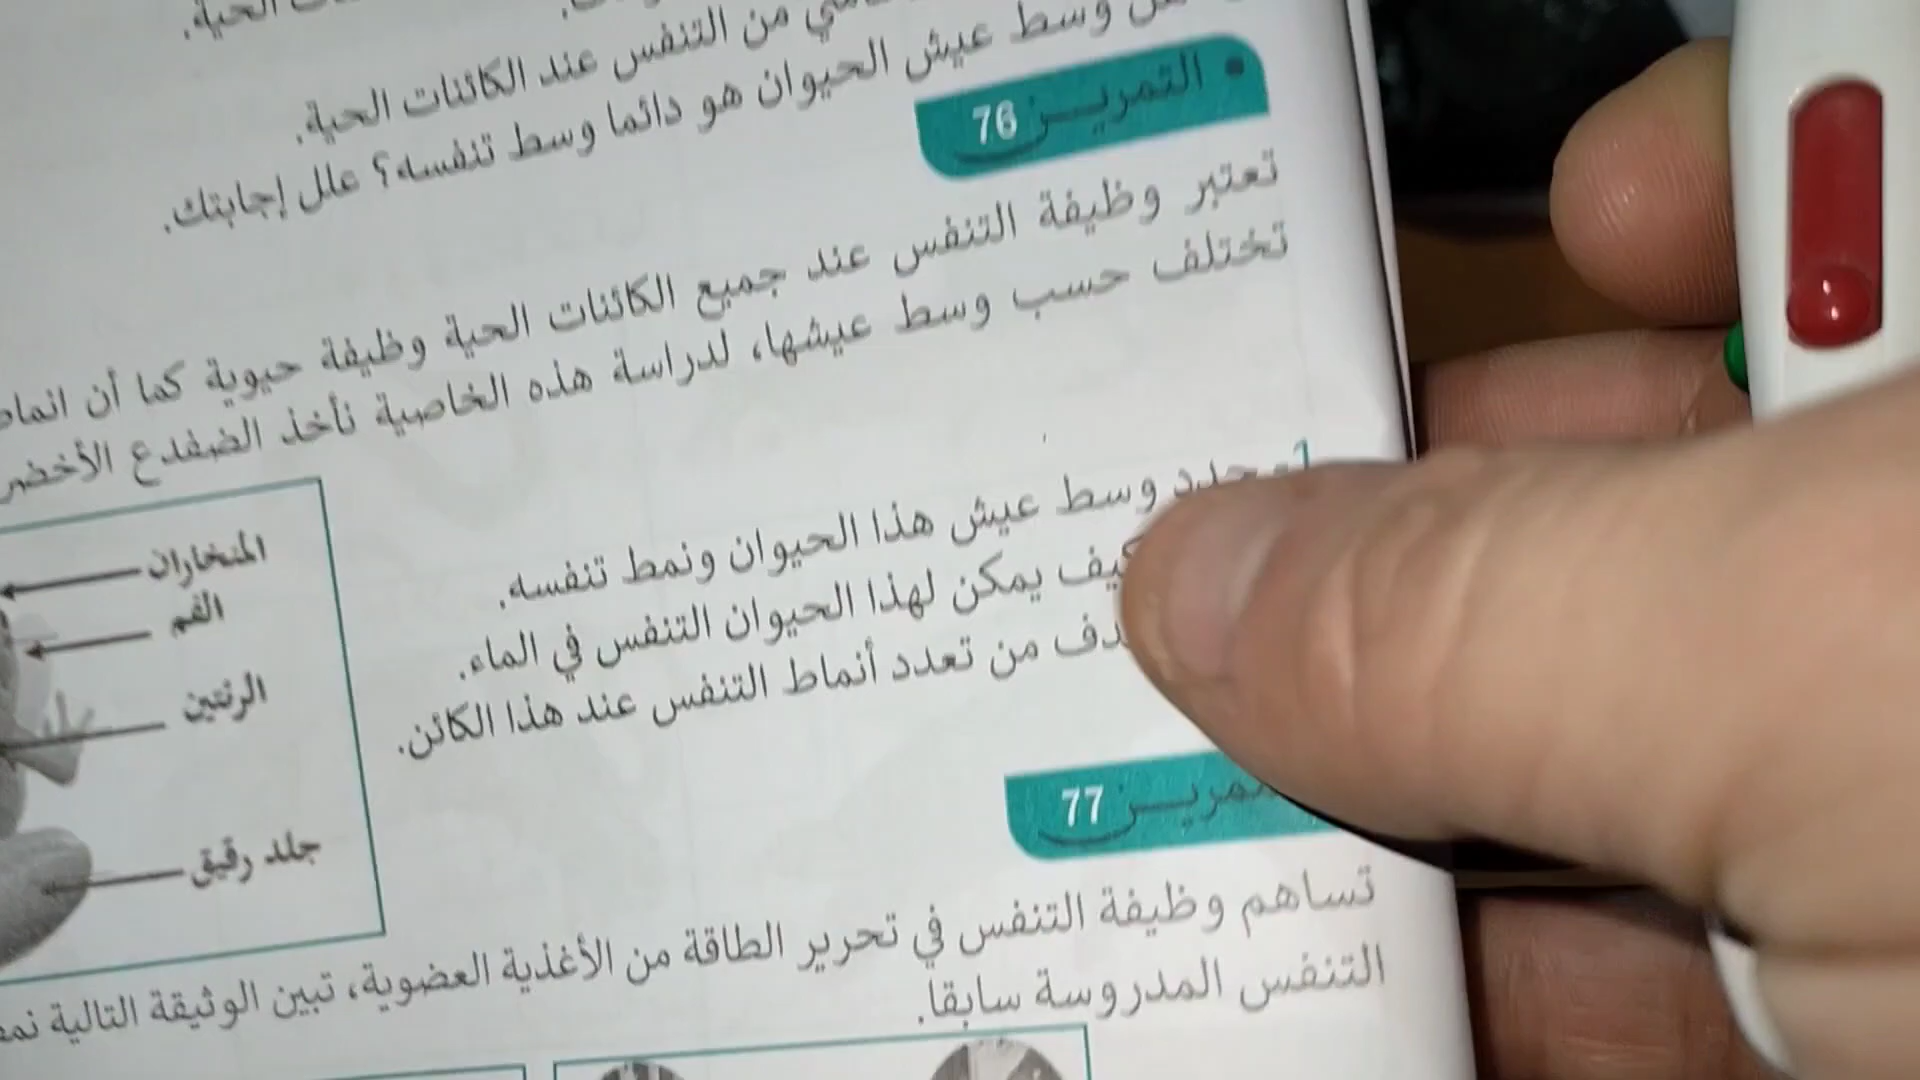 الحية.
من التنفس عند الكائنات الحية.
وسط عيش الحيوان هو دائما وسط تنفسه؟ علل إجابتك.
• التمريـن 76
تعتبر وظيفة التنفس عند جميع الكائنات الحية وظيفة حيوية كما أن
تختلف حسب وسط عيشها، لدراسة هذه الخاصية نأخذ الضفدع الأخضر
1- حدد وسط عيش هذا الحيوان ونمط تنفسه.
كيف يمكن لهذا الحيوان التنفس في الماء.
من تعدد أنماط التنفس عند هذا الكائن.
المنخاران
الفم
الرئتين
جلد رقيق
77
تساهم وظيفة التنفس في تحرير الطاقة من الأغذية العضوية، تبين الوثيقة التالية
التنفس المدروسة سابقا.